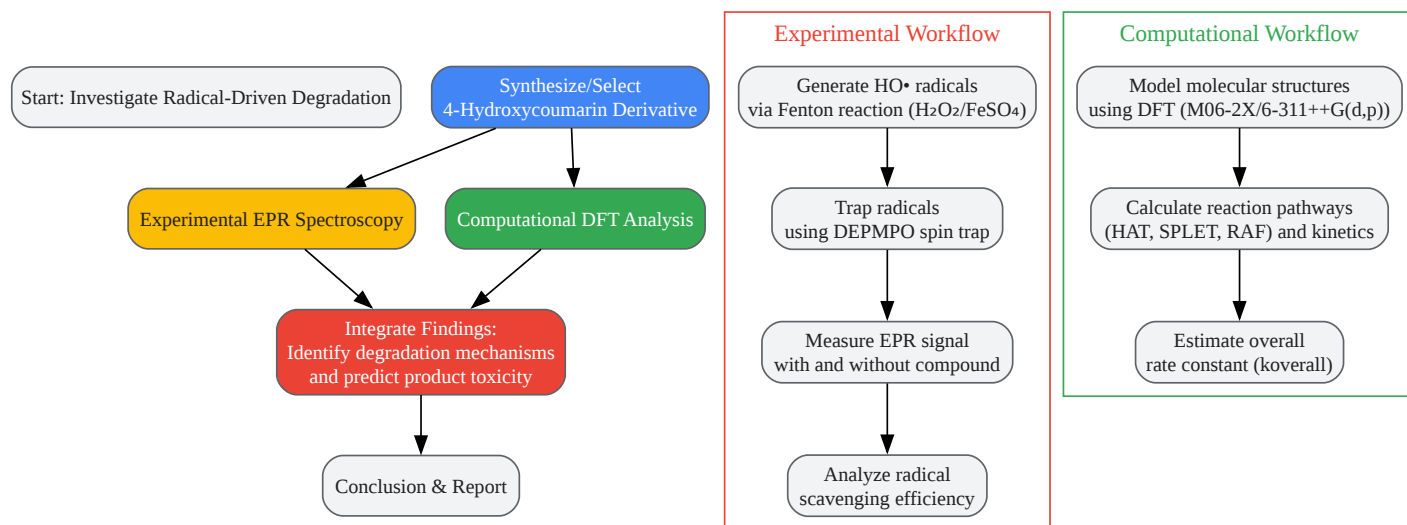 Start: Investigate Radical-Driven Degradation
Synthesize/Select
4-Hydroxycoumarin Derivative
Experimental EPR Spectroscopy
Computational DFT Analysis
Integrate Findings:
Identify degradation mechanisms
and predict product toxicity
Conclusion & Report
Experimental Workflow
Generate HO• radicals
via Fenton reaction (H₂O₂/FeSO₄)
Trap radicals
using DEPMPO spin trap
Measure EPR signal
with and without compound
Analyze radical
scavenging efficiency
Computational Workflow
Model molecular structures
using DFT (M06-2X/6-311++G(d,p))
Calculate reaction pathways
(HAT, SPLET, RAF) and kinetics
Estimate overall
rate constant (koverall)